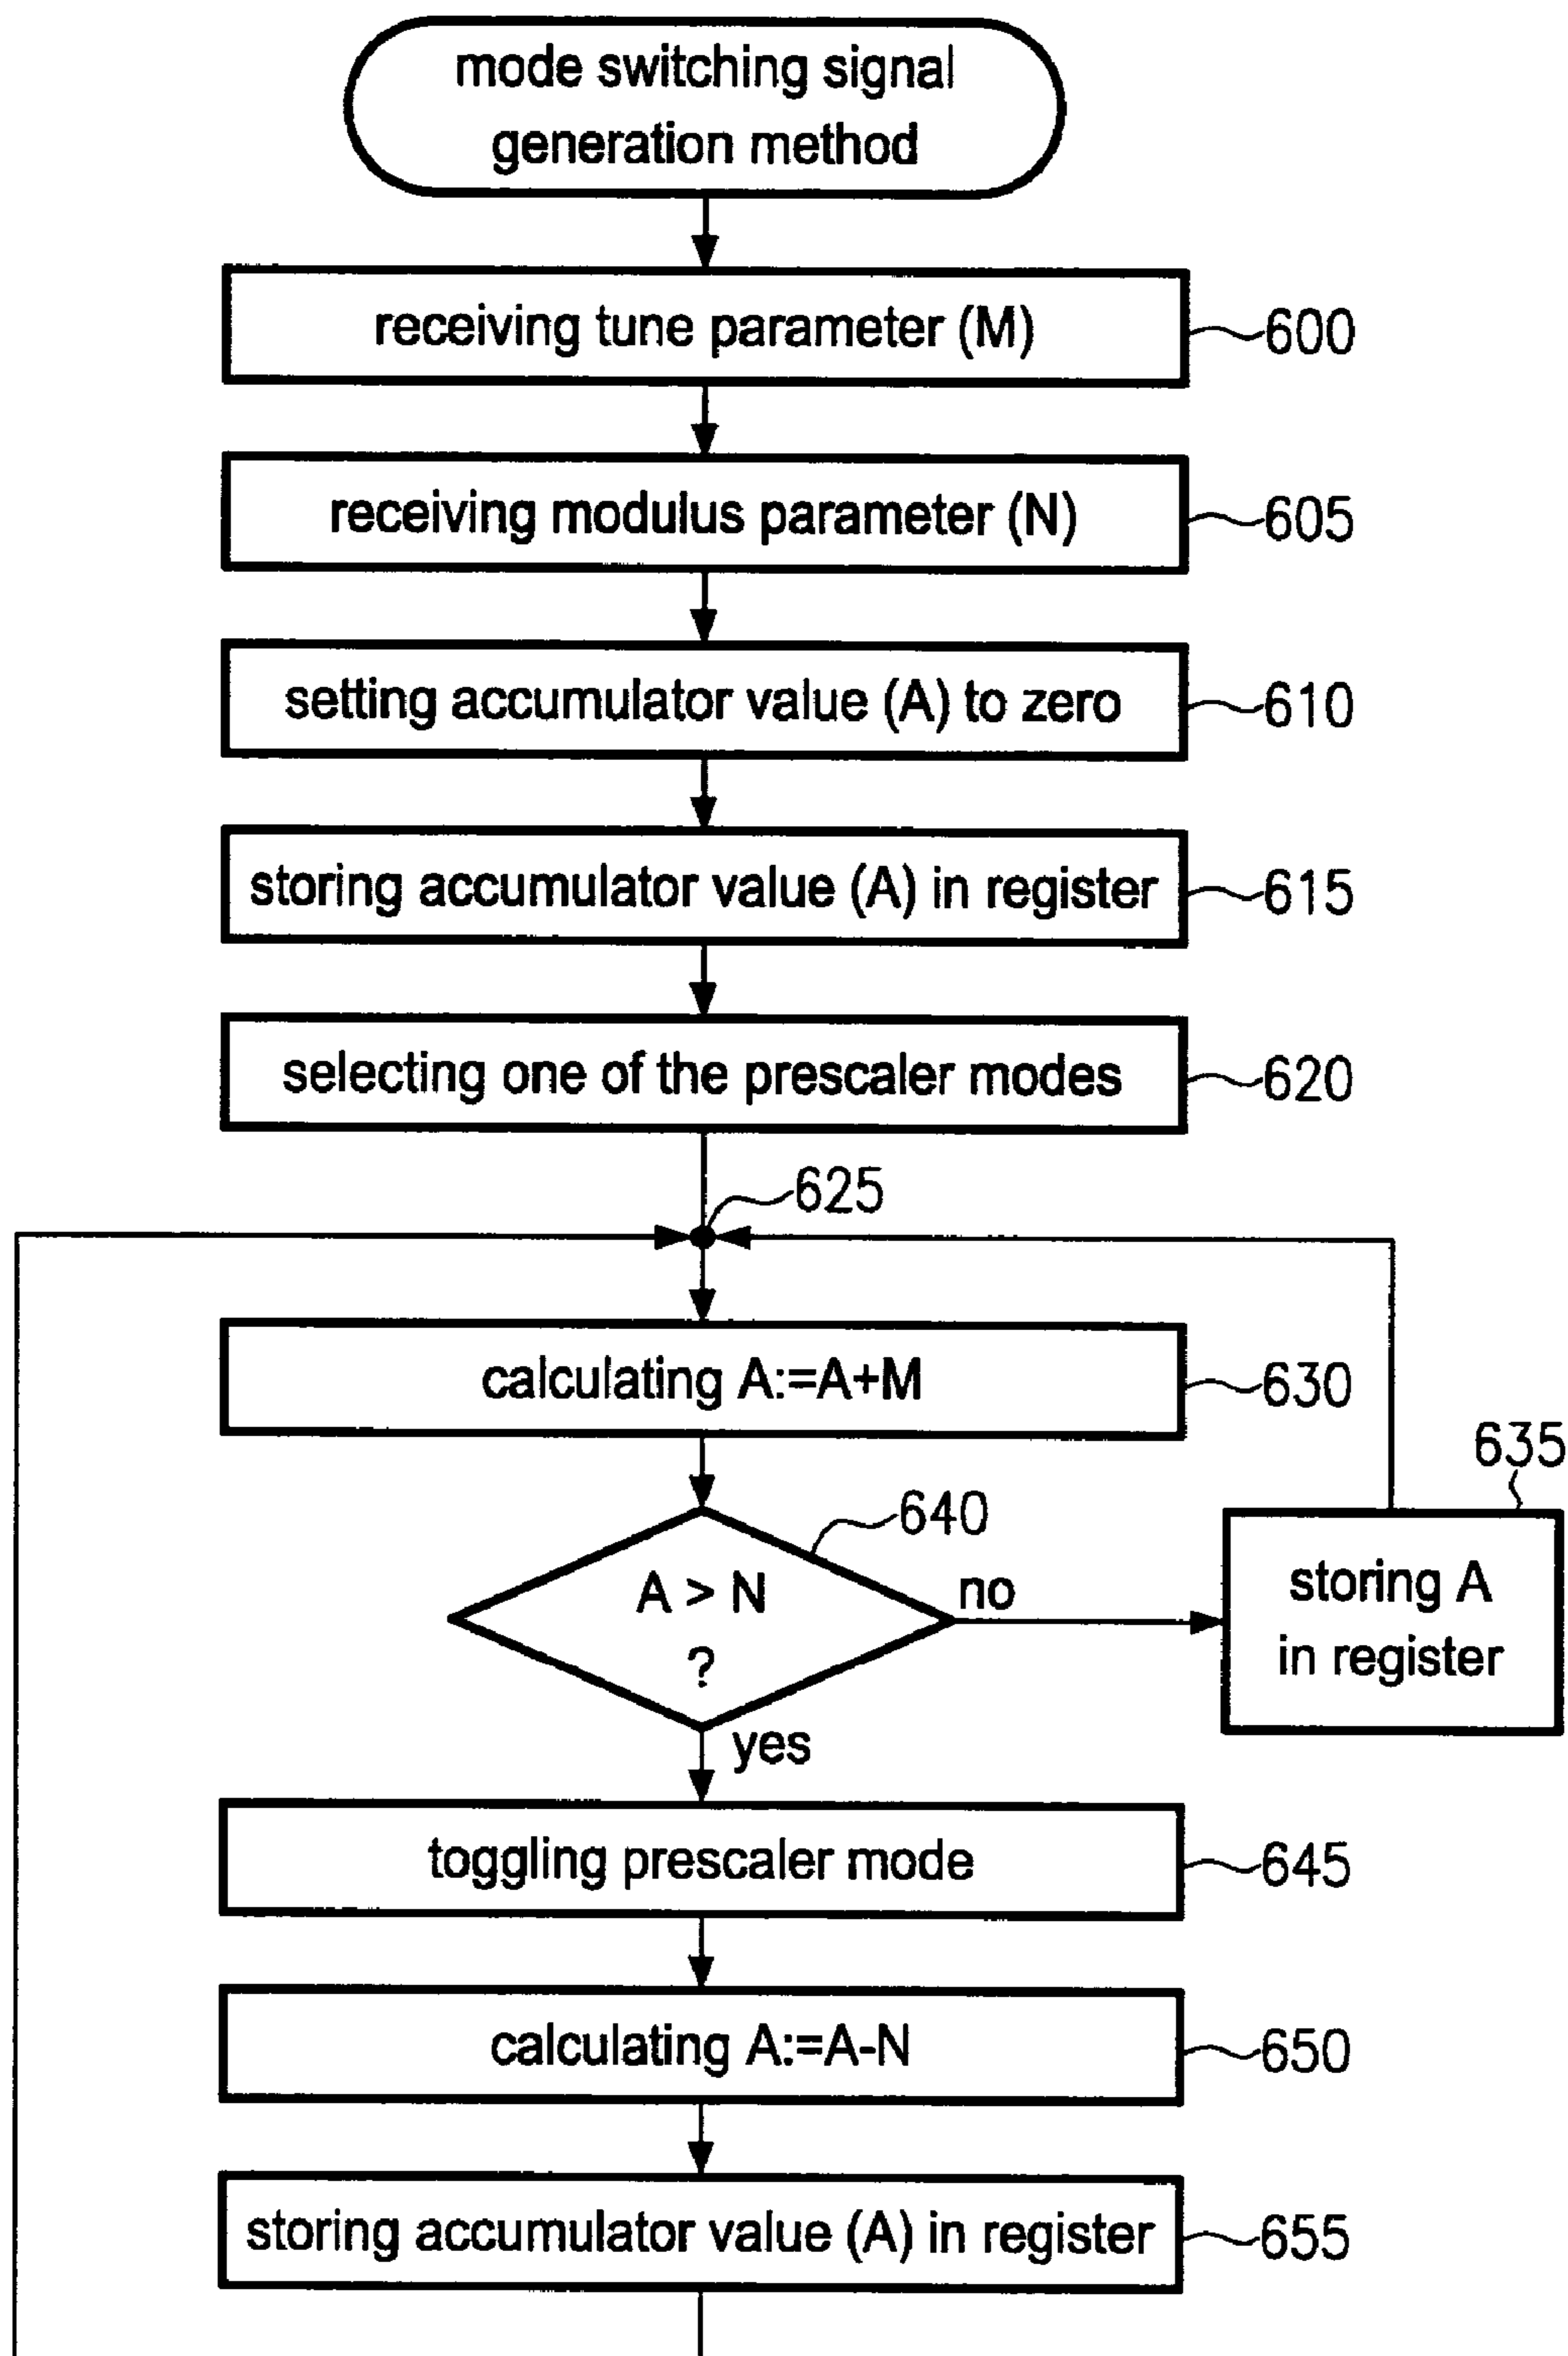 mode switching signal
generation method
receiving tune parameter (M)
600
receiving modulus parameter (N)
605
setting accumulator value (A) to zero
610
storing accumulator value (A) in register
615
selecting one of the prescaler modes
620
625
calculating A:=A+M
630
635
640
A > N
?
no
storing A
in register
yes
toggling prescaler mode
645
calculating A:=A-N
650
storing accumulator value (A) in register
655